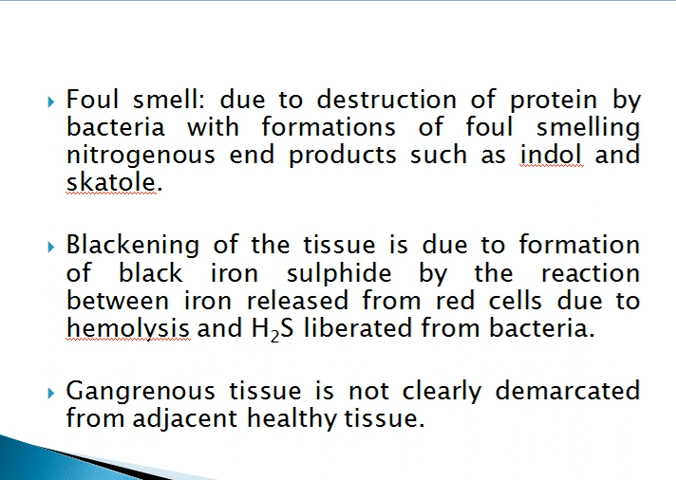 Foul smell: due to destruction of protein by
bacteria with formations of foul smelling
nitrogenous end products such as indol and
skatole.
Blackening of the tissue is due to formation
of black iron sulphide by the reaction
between iron released from red cells due to
hemolysis and H₂S liberated from bacteria.
Gangrenous tissue is not clearly demarcated
from adjacent healthy tissue.